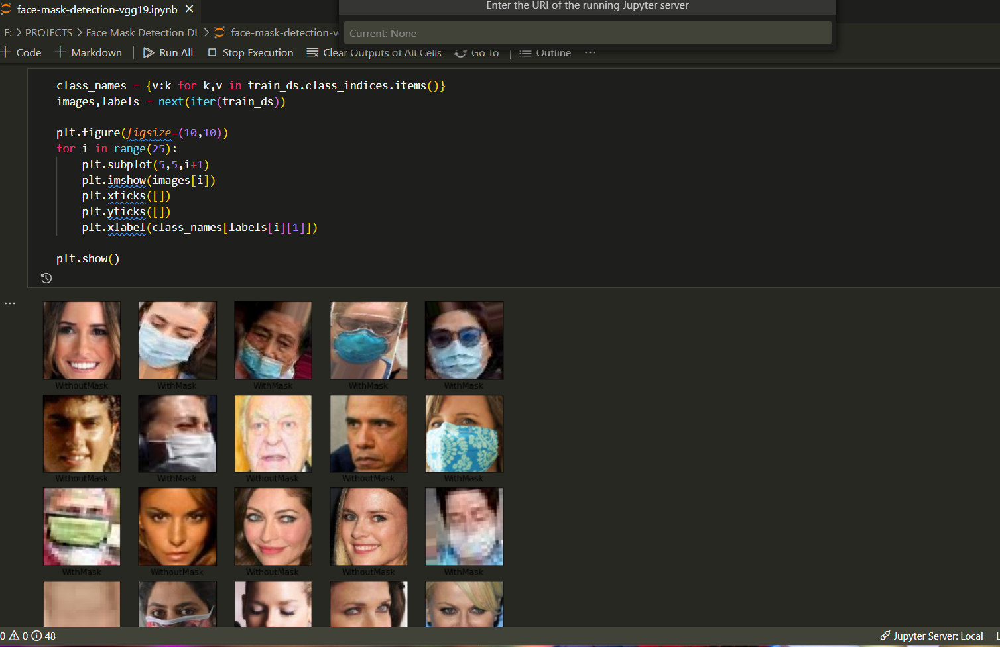 face-mask-detection-vgg19.ipynb
Enter the URI of the running Jupyter server
E: > PROJECTS > Face Mask Detection DL > face-mask-detection-v
Current: None
+ Code + Markdown | Run All Stop Execution Clear Outputs of All Cells Go To | Outline ...
class_names = {v:k for k,v in train_ds.class_indices.items()}
images,labels = next(iter(train_ds))
plt.figure(figsize=(10,10))
for i in range(25):
plt.subplot(5,5,i+1)
plt.imshow(images[i])
plt.xticks([])
plt.yticks([])
plt.xlabel(class_names[labels[i][1]])
plt.show()
...
WithoutMask WithMask WithMask WithMask WithMask
WithoutMask WithMask WithoutMask WithoutMask WithMask
WithMask WithoutMask WithoutMask WithoutMask WithMask
0 0 48 Jupyter Server: Local